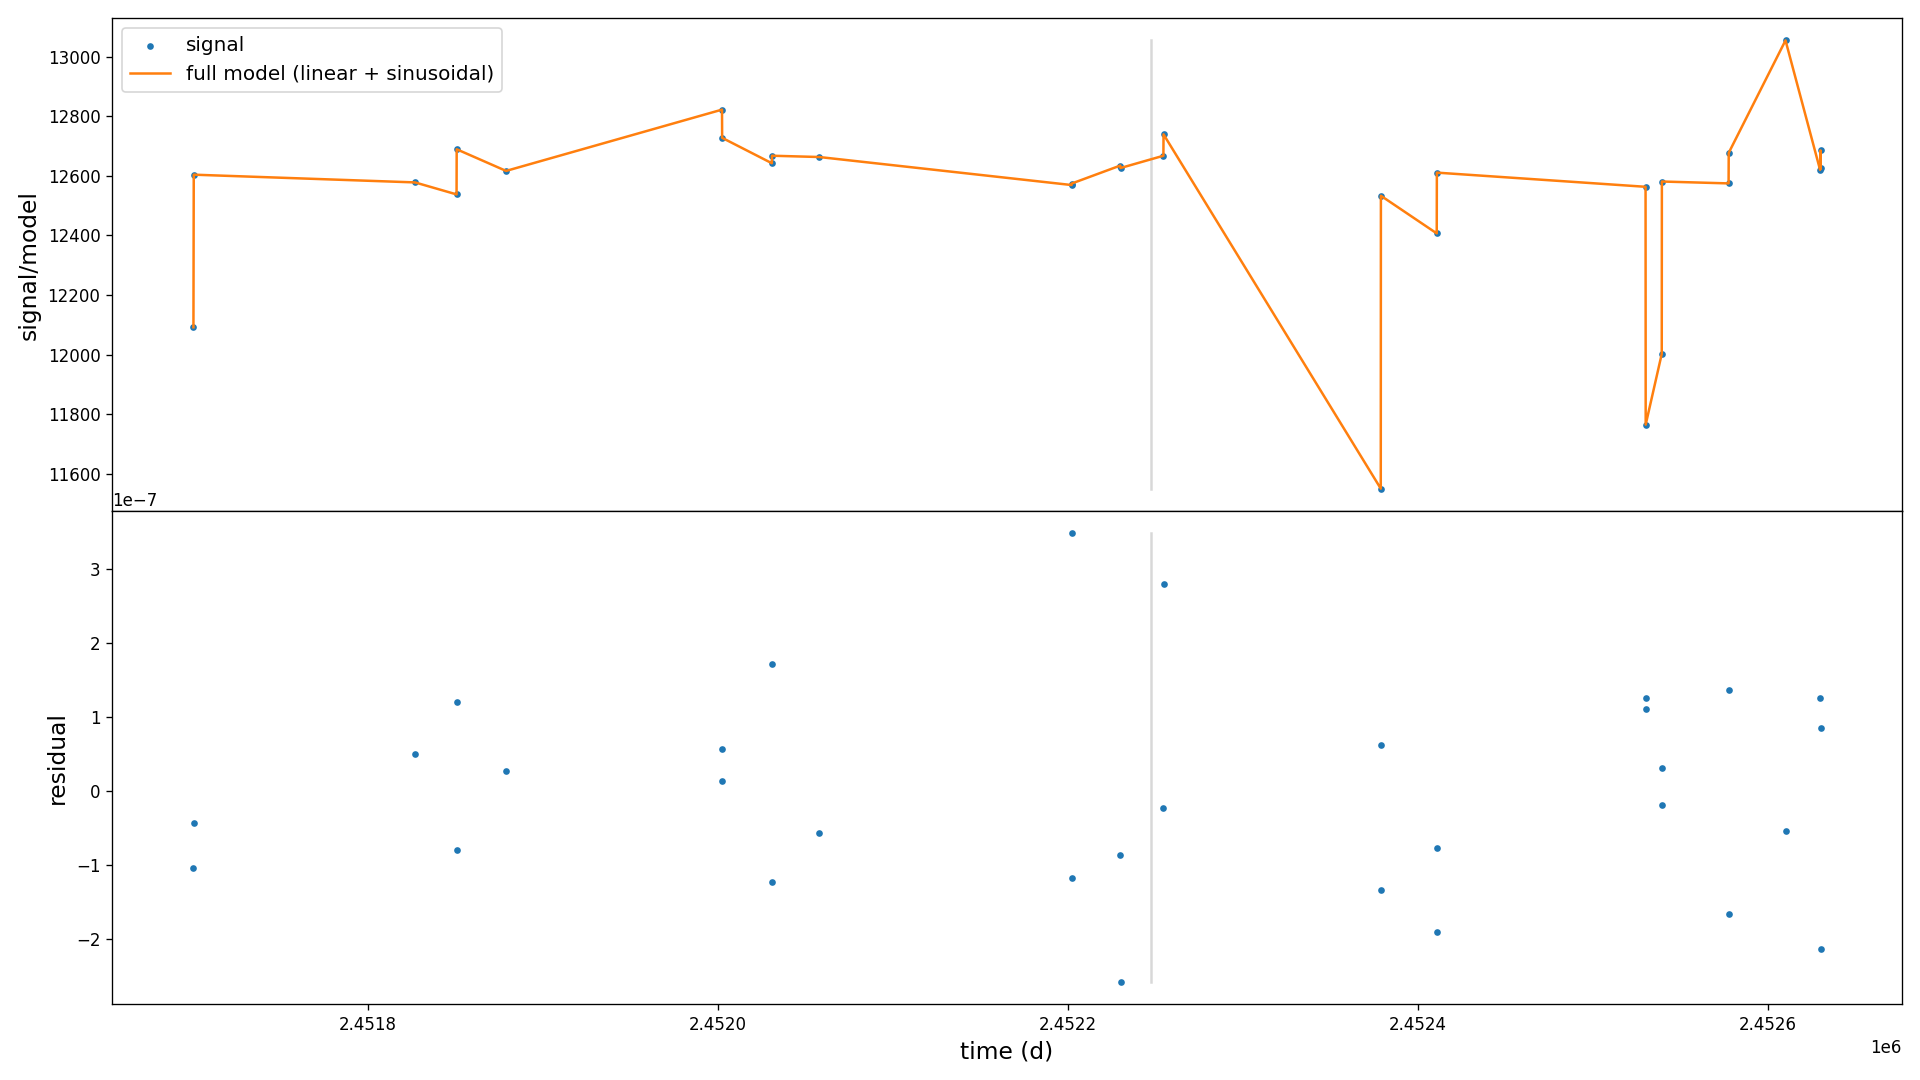 signal
full model (linear + sinusoidal)
signal/model
13000
12800
12600
12400
12200
12000
11800
11600
1e−7
residual
3
2
1
0
−1
−2
2.4518
2.4520
2.4522
2.4524
2.4526
1e6
time (d)